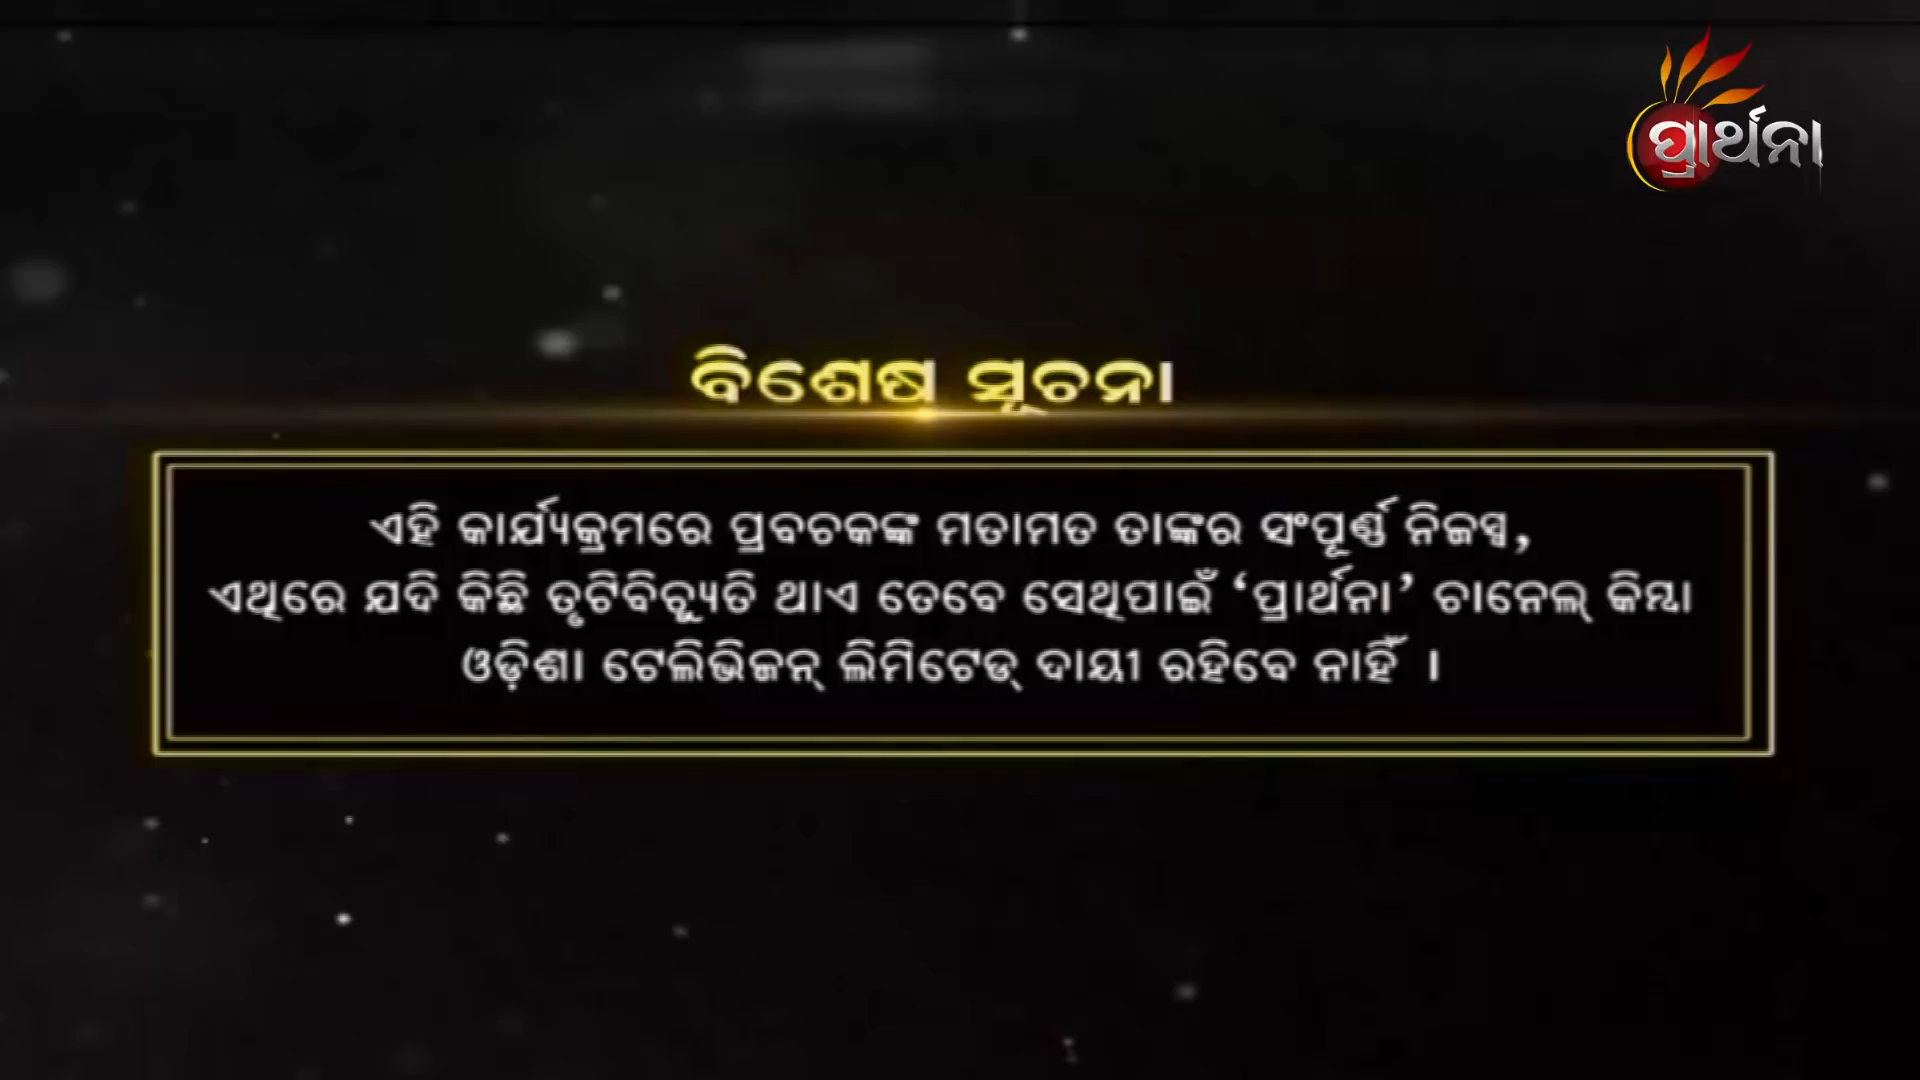 ପ୍ରାର୍ଥନା
ବିଶେଷ ସୂଚନା
ଏହି କାର୍ଯ୍ୟକ୍ରମରେ ପ୍ରବଚକଙ୍କ ମତାମତ ତାଙ୍କର ସଂପୂର୍ଣ୍ଣ ନିଜସ୍ୱ,
ଏଥିରେ ଯଦି କିଛି ତୃଟିବିଚ୍ୟୁତି ଥାଏ ତେବେ ସେଥିପାଇଁ ‘ପ୍ରାର୍ଥନା’ ଚାନେଲ୍ କିମ୍ବା
ଓଡ଼ିଶା ଟେଲିଭିଜନ୍ ଲିମିଟେଡ୍ ଦାୟୀ ରହିବେ ନାହିଁ ।